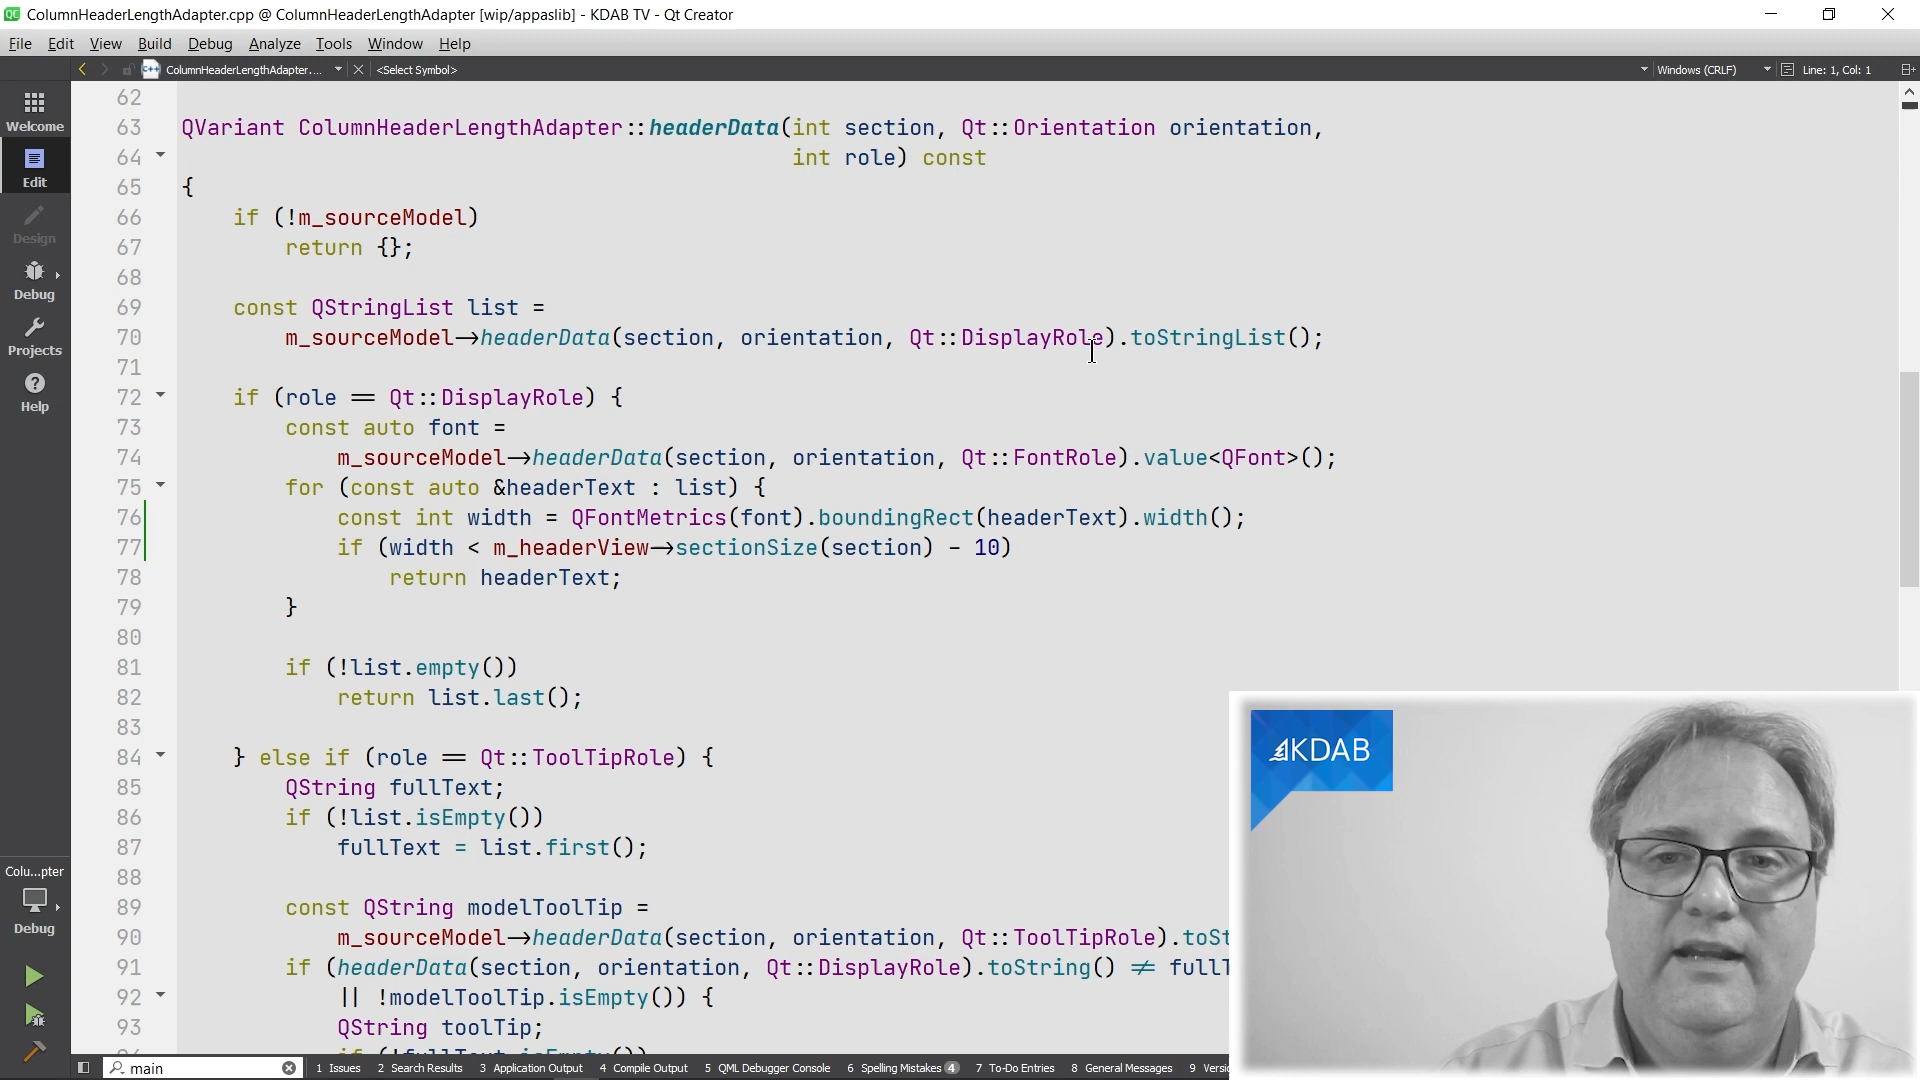 ColumnHeaderLengthAdapter.cpp @ ColumnHeaderLengthAdapter [wip/appaslib] - KDAB TV - Qt Creator
File Edit View Build Debug Analyze Tools Window Help
ColumnHeaderLengthAdapter.... <Select Symbol> Windows (CRLF) Line: 1, Col: 1
Welcome
Edit
Design
Debug
Projects
Help
Colu...pter
Debug
62
63 QVariant ColumnHeaderLengthAdapter::headerData(int section, Qt::Orientation orientation,
64 int role) const
65 {
66 if (!m_sourceModel)
67 return {};
68
69 const QStringList list =
70 m_sourceModel->headerData(section, orientation, Qt::DisplayRole).toStringList();
71
72 if (role == Qt::DisplayRole) {
73 const auto font =
74 m_sourceModel->headerData(section, orientation, Qt::FontRole).value<QFont>();
75 for (const auto &headerText : list) {
76 const int width = QFontMetrics(font).boundingRect(headerText).width();
77 if (width < m_headerView->sectionSize(section) - 10)
78 return headerText;
79 }
80
81 if (!list.empty())
82 return list.last();
83
84 } else if (role == Qt::ToolTipRole) {
85 QString fullText;
86 if (!list.isEmpty())
87 fullText = list.first();
88
89 const QString modelToolTip =
90 m_sourceModel->headerData(section, orientation, Qt::ToolTipRole).toSt
91 if (headerData(section, orientation, Qt::DisplayRole).toString() != fullT
92 || !modelToolTip.isEmpty()) {
93 QString toolTip;
KDAB
main 1 Issues 2 Search Results 3 Application Output 4 Compile Output 5 QML Debugger Console 6 Spelling Mistakes 4 7 To-Do Entries 8 General Messages 9 Versi